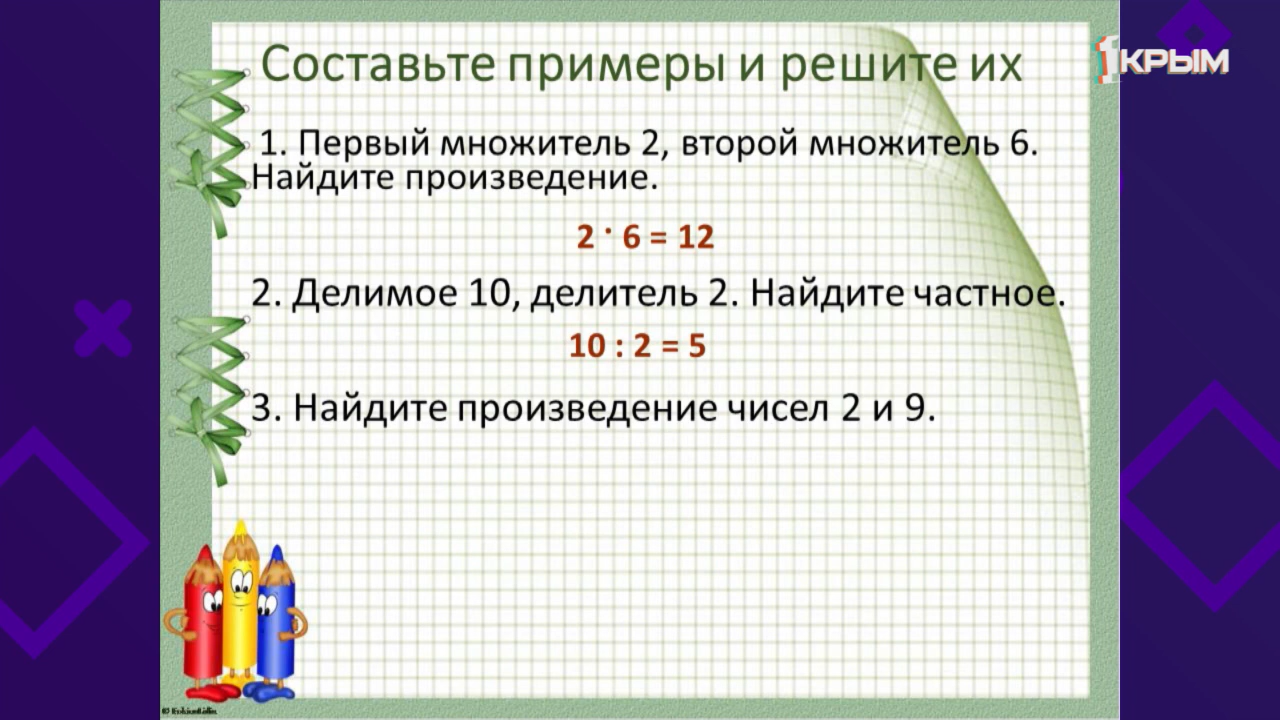 Составьте примеры и решите их
1КРЫМ
1. Первый множитель 2, второй множитель 6.
Найдите произведение.
2 · 6 = 12
2. Делимое 10, делитель 2. Найдите частное.
10 : 2 = 5
3. Найдите произведение чисел 2 и 9.